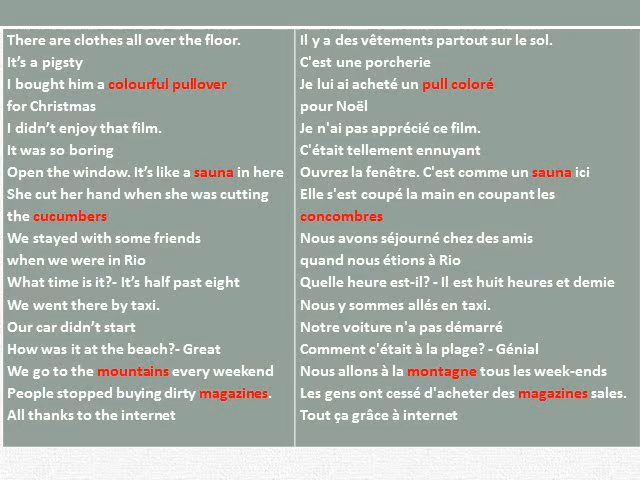 There are clothes all over the floor.
It’s a pigsty
I bought him a colourful pullover
for Christmas
I didn’t enjoy that film.
It was so boring
Open the window. It’s like a sauna in here
She cut her hand when she was cutting
the cucumbers
We stayed with some friends
when we were in Rio
What time is it?- It’s half past eight
We went there by taxi.
Our car didn’t start
How was it at the beach?- Great
We go to the mountains every weekend
People stopped buying dirty magazines.
All thanks to the internet
Il y a des vêtements partout sur le sol.
C'est une porcherie
Je lui ai acheté un pull coloré
pour Noël
Je n'ai pas apprécié ce film.
C'était tellement ennuyant
Ouvrez la fenêtre. C'est comme un sauna ici
Elle s'est coupé la main en coupant les
concombres
Nous avons séjourné chez des amis
quand nous étions à Rio
Quelle heure est-il? - Il est huit heures et demie
Nous y sommes allés en taxi.
Notre voiture n'a pas démarré
Comment c'était à la plage? - Génial
Nous allons à la montagne tous les week-ends
Les gens ont cessé d'acheter des magazines sales.
Tout ça grâce à internet